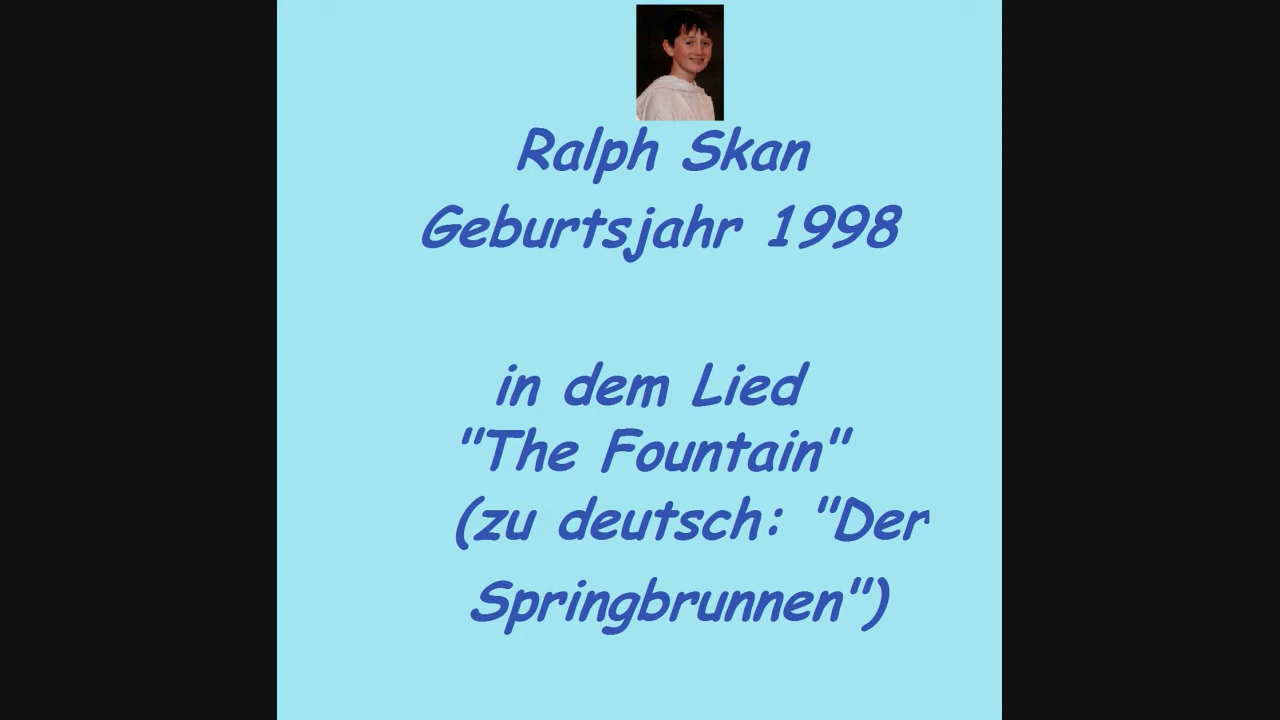 Ralph Skan
Geburtsjahr 1998
in dem Lied
"The Fountain"
(zu deutsch: "Der
Springbrunnen")